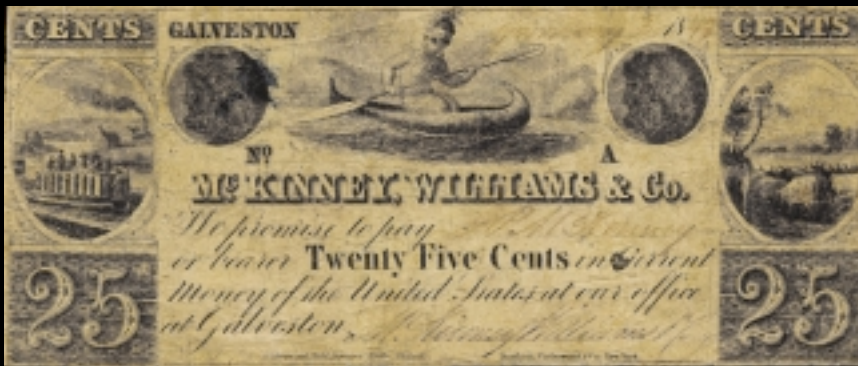 CENTS GALVESTON 18 CENTS
No A
McKINNEY, WILLIAMS & Co.
We promise to pay
or bearer Twenty Five Cents in Current
Money of the United States at our office
at Galveston
25 25